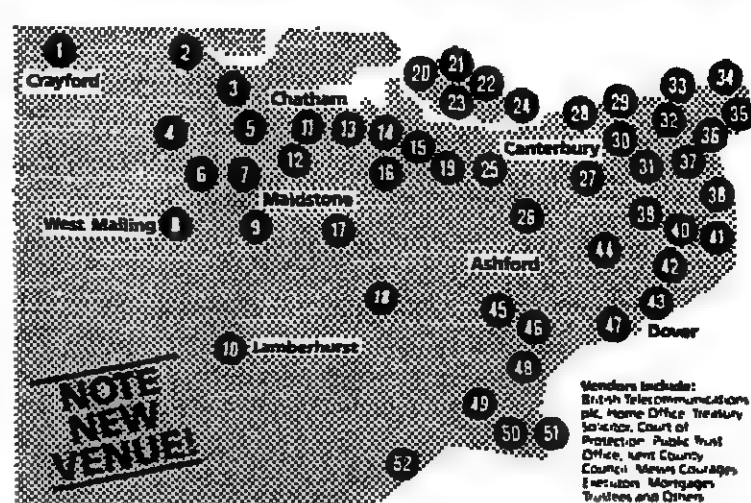 1
2
Crayford
3
Chatham
4
5
11
13
14
12
6
7
15
16
19
25
20
21
22
23
24
28
29
33
34
32
35
30
36
Canterbury
31
37
27
38
Maidstone
West Malling
8
9
17
26
39
40
41
44
42
Ashford
18
45
46
43
47
Dover
10
Lamberhurst
48
49
50
51
52
NOTE
NEW
VENUE!
Vendors Include:
British Telecommunications
plc, Home Office, Treasury
Solicitor, Court of
Protection, Public Trust
Office, Kent County
Council, Mews Courages
Executors, Mortgages
Trustees and Others